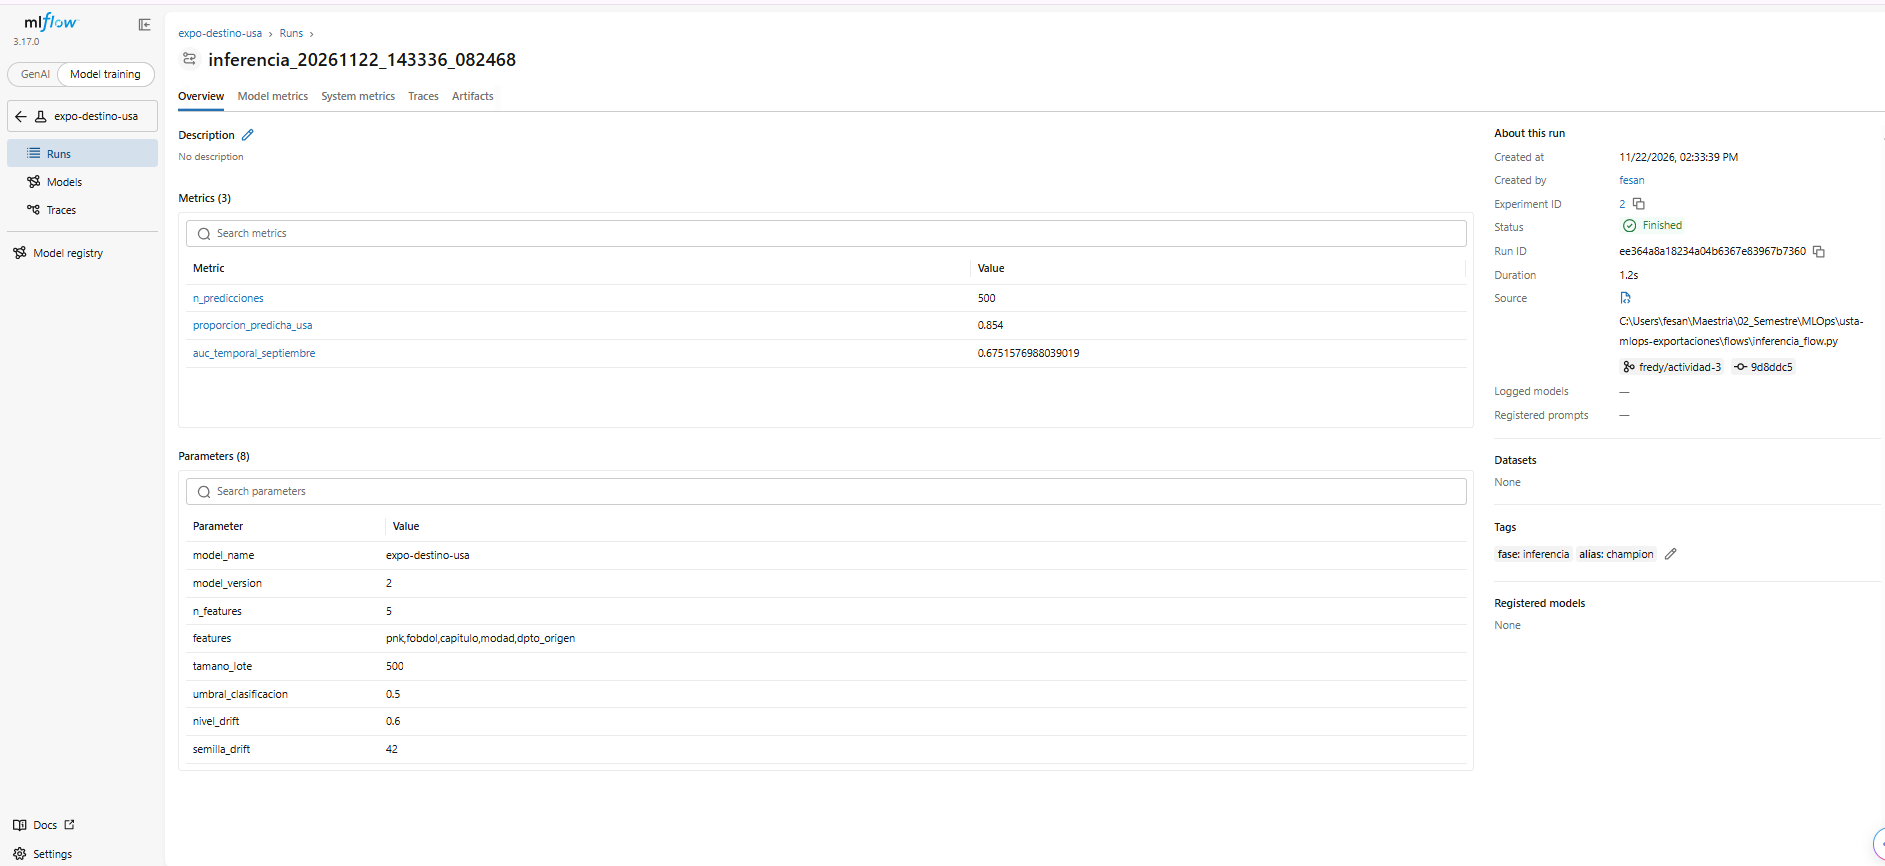 mlflow
3.17.0
GenAI Model training
expo-destino-usa
Runs
Models
Traces
Model registry
Docs
Settings
expo-destino-usa › Runs ›
inferencia_20261122_143336_082468
Overview Model metrics System metrics Traces Artifacts
Description
No description
Metrics (3)
Search metrics
Metric Value
n_predicciones 500
proporcion_predicha_usa 0.854
auc_temporal_septiembre 0.6751576988039019
Parameters (8)
Search parameters
Parameter Value
model_name expo-destino-usa
model_version 2
n_features 5
features pnk,fobdol,capitulo,modad,dpto_origen
tamano_lote 500
umbral_clasificacion 0.5
nivel_drift 0.6
semilla_drift 42
About this run
Created at 11/22/2026, 02:33:39 PM
Created by fesan
Experiment ID 2
Status Finished
Run ID ee364a8a18234a04b6367e83967b7360
Duration 1.2s
Source
C:\Users\fesan\Maestria\02_Semestre\MLOps\usta-
mlops-exportaciones\flows\inferencia_flow.py
fredy/actividad-3 9d8ddc5
Logged models —
Registered prompts —
Datasets
None
Tags
fase: inferencia alias: champion
Registered models
None